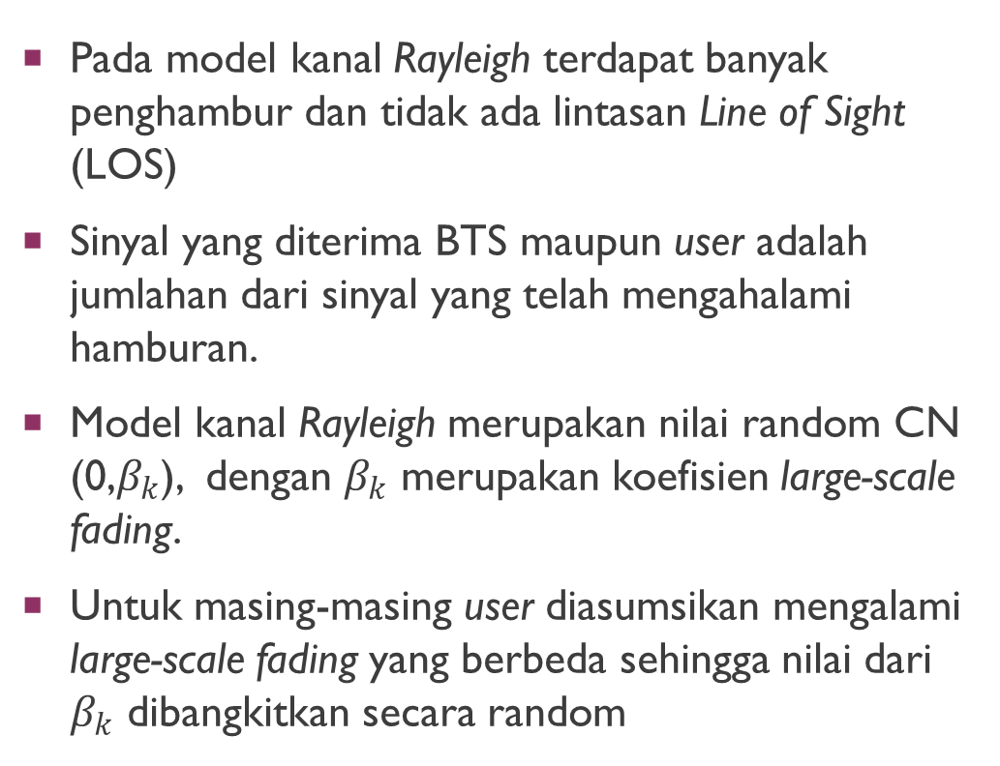 ▪ Pada model kanal Rayleigh terdapat banyak
penghambur dan tidak ada lintasan Line of Sight
(LOS)
▪ Sinyal yang diterima BTS maupun user adalah
jumlahan dari sinyal yang telah mengahalami
hamburan.
▪ Model kanal Rayleigh merupakan nilai random CN
(0,βₖ), dengan βₖ merupakan koefisien large-scale
fading.
▪ Untuk masing-masing user diasumsikan mengalami
large-scale fading yang berbeda sehingga nilai dari
βₖ dibangkitkan secara random